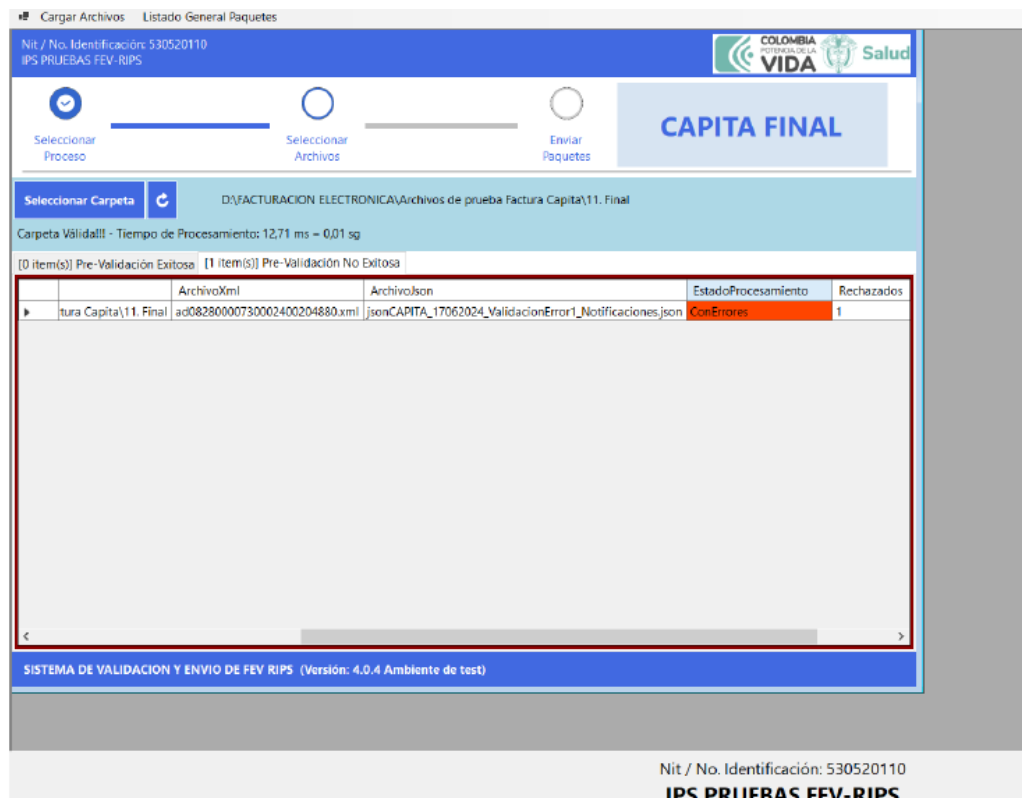 Cargar Archivos Listado General Paquetes
Nit / No. Identificación: 530520110
IPS PRUEBAS FEV-RIPS
COLOMBIA
POTENCIA DE LA
VIDA
Salud
Seleccionar
Proceso
Seleccionar
Archivos
Enviar
Paquetes
CAPITA FINAL
Seleccionar Carpeta
D:\FACTURACION ELECTRONICA\Archivos de prueba Factura Capita\11. Final
Carpeta Válida!!! - Tiempo de Procesamiento: 12,71 ms = 0,01 sg
[0 item(s)] Pre-Validación Exitosa [1 item(s)] Pre-Validación No Exitosa
ArchivoXml ArchivoJson EstadoProcesamiento Rechazados
tura Capita\11. Final ad08280000730002400204880.xml jsonCAPITA_17062024_ValidacionError1_Notificaciones.json ConErrores 1
SISTEMA DE VALIDACION Y ENVIO DE FEV RIPS (Versión: 4.0.4 Ambiente de test)
Nit / No. Identificación: 530520110
IPS PRUEBAS FEV-RIPS